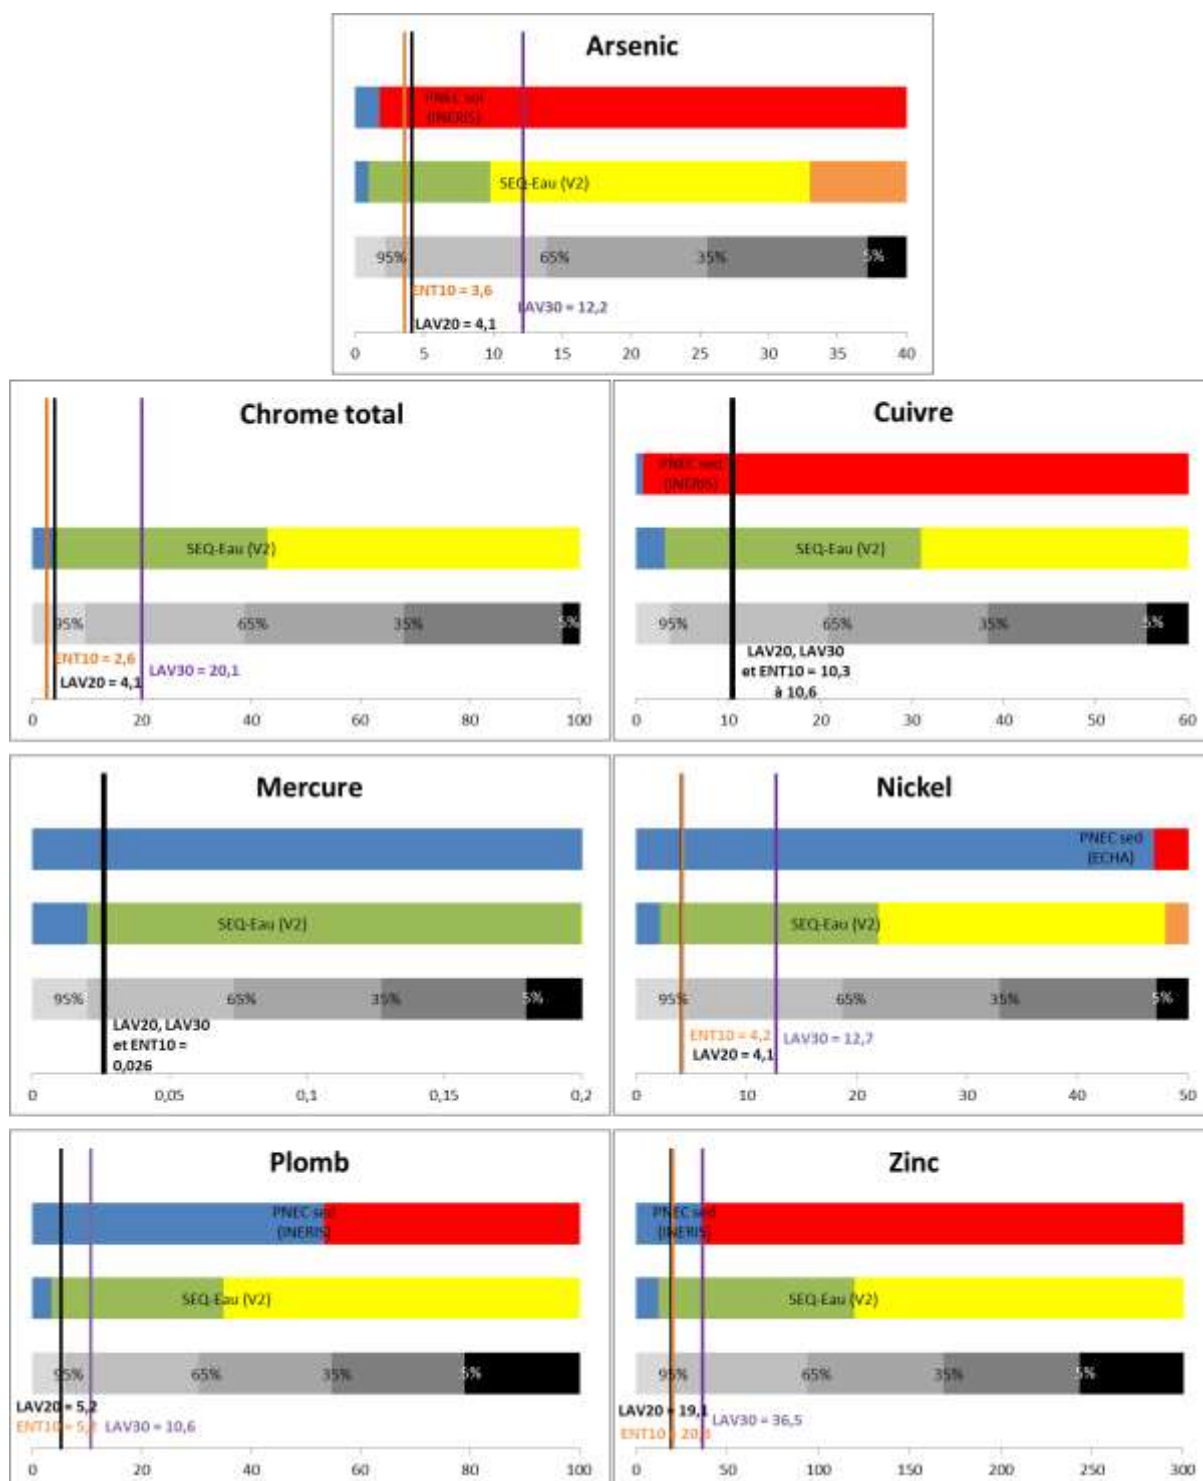 Arsenic
PNEC sol
(INERIS)
SEQ-Eau (V2)
95% 65% 35% 5%
ENT10 = 3,6
LAV30 = 12,2
LAV20 = 4,1
0 5 10 15 20 25 30 35 40
Chrome total
SEQ-Eau (V2)
95% 65% 35% 5%
ENT10 = 2,6
LAV30 = 20,1
LAV20 = 4,1
0 20 40 60 80 100
Cuivre
PNEC sed
(INERIS)
SEQ-Eau (V2)
95% 65% 35% 5%
LAV20, LAV30
et ENT10 = 10,3
à 10,6
0 10 20 30 40 50 60
Mercure
SEQ-Eau (V2)
95% 65% 35% 5%
LAV20, LAV30
et ENT10 =
0,026
0 0,05 0,1 0,15 0,2
Nickel
PNEC sed
(ECHA)
SEQ-Eau (V2)
95% 65% 35% 5%
ENT10 = 4,2
LAV30 = 12,7
LAV20 = 4,1
0 10 20 30 40 50
Plomb
PNEC sed
(INERIS)
SEQ-Eau (V2)
95% 65% 35% 5%
LAV20 = 5,2
ENT10 = LAV30 = 10,6
0 20 40 60 80 100
Zinc
PNEC sed
(INERIS)
SEQ-Eau (V2)
95% 65% 35% 5%
LAV20 = 19,1
LAV30 = 36,5
ENT10 =
0 50 100 150 200 250 300